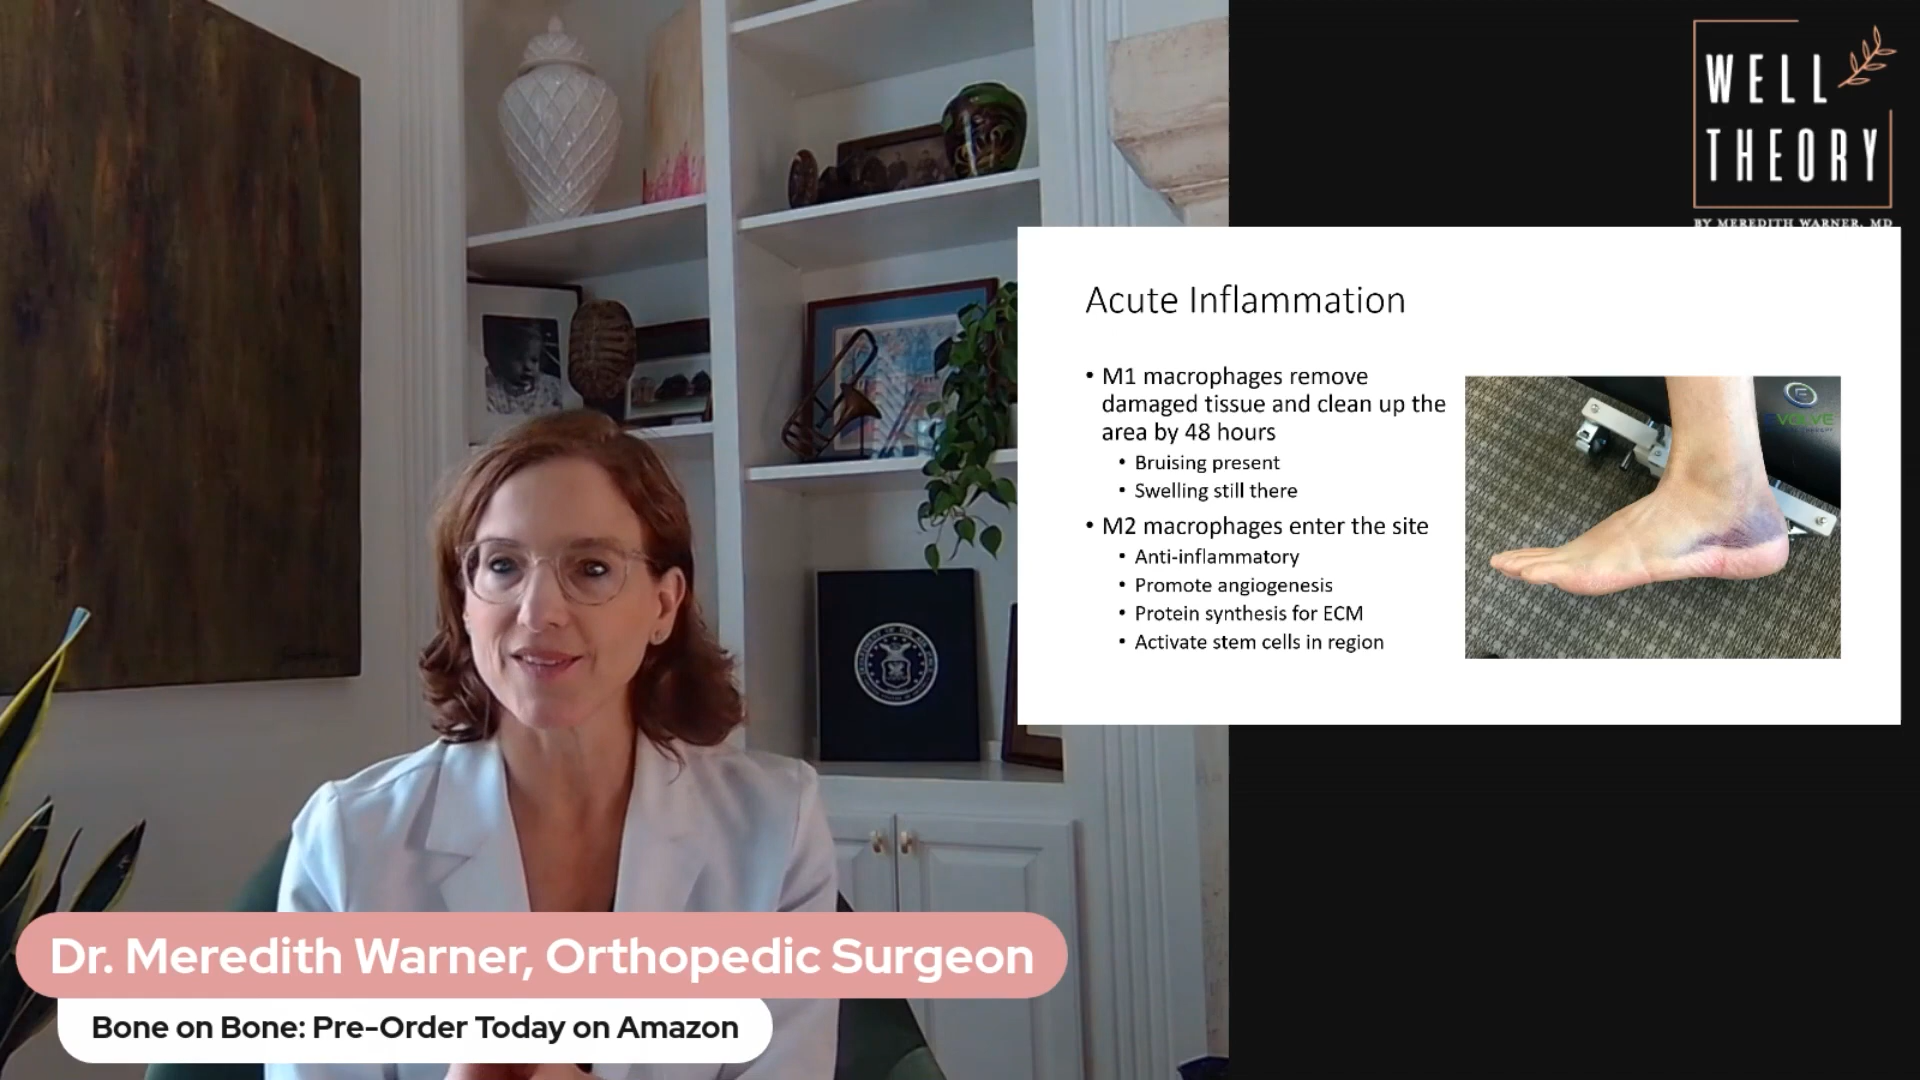 WELL
THEORY
BY MEREDITH WARNER, MD
Acute Inflammation
• M1 macrophages remove
damaged tissue and clean up the
area by 48 hours
• Bruising present
• Swelling still there
• M2 macrophages enter the site
• Anti-inflammatory
• Promote angiogenesis
• Protein synthesis for ECM
• Activate stem cells in region
EVOLVE
Dr. Meredith Warner, Orthopedic Surgeon
Bone on Bone: Pre-Order Today on Amazon